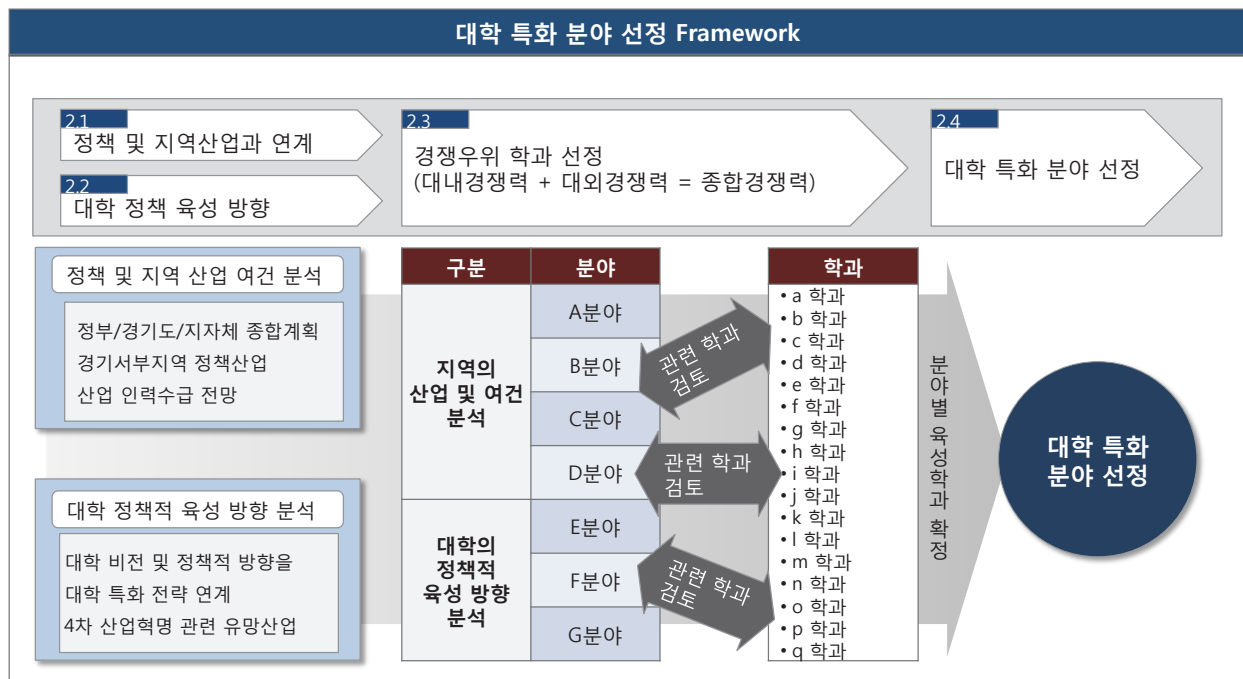 대학 특화 분야 선정 Framework
2.1
정책 및 지역산업과 연계
2.2
대학 정책 육성 방향
2.3
경쟁우위 학과 선정
(대내경쟁력 + 대외경쟁력 = 종합경쟁력)
2.4
대학 특화 분야 선정
정책 및 지역 산업 여건 분석
정부/경기도/지자체 종합계획
경기서부지역 정책산업
산업 인력수급 전망
대학 정책적 육성 방향 분석
대학 비전 및 정책적 방향을
대학 특화 전략 연계
4차 산업혁명 관련 유망산업
구분
분야
지역의
산업 및 여건
분석
A분야
B분야
C분야
D분야
대학의
정책적
육성 방향
분석
E분야
F분야
G분야
관련 학과
검토
관련 학과
검토
관련 학과
검토
학과
• a 학과
• b 학과
• c 학과
• d 학과
• e 학과
• f 학과
• g 학과
• h 학과
• i 학과
• j 학과
• k 학과
• l 학과
• m 학과
• n 학과
• o 학과
• p 학과
• q 학과
분야별 육성학과 확정
대학 특화
분야 선정